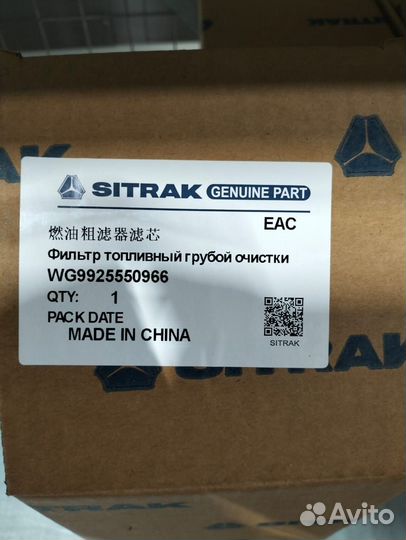 SITRAK GENUINE PART
EAC
燃油粗滤器滤芯
Фильтр топливный грубой очистки
WG9925550966
QTY: 1
PACK DATE
MADE IN CHINA
SITRAK
SITRAK
Avito